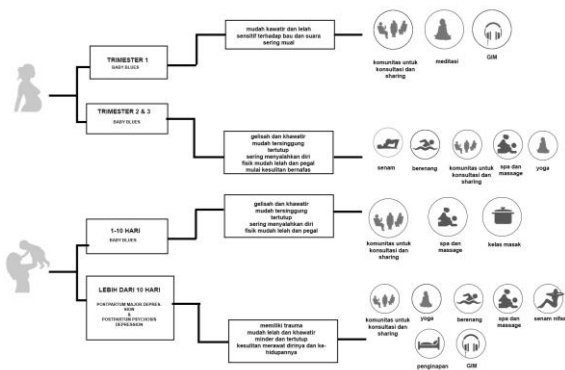 TRIMESTER 1
BABY BLUES
mudah kawatir dan lelah
sensitif terhadap bau dan suara
sering mual
komunitas untuk
konsultasi dan
sharing
meditasi
GIM
TRIMESTER 2 & 3
BABY BLUES
gelisah dan khawatir
mudah tersinggung
tertutup
sering menyalahkan diri
fisik mudah lelah dan pegal
mulai kesulitan bernafas
senam
berenang
komunitas untuk
konsultasi dan
sharing
spa dan
massage
yoga
1-10 HARI
BABY BLUES
gelisah dan kawatir
mudah tersinggung
tertutup
sering menyalahkan diri
fisik mudah lelah dan pegal
komunitas untuk
konsultasi dan
sharing
spa dan
massage
kelas masak
LEBIH DARI 10 HARI
POSTPARTUM MAJOR DEPRES-
SION
&
POSTPARTUM PSYCHOSIS
DEPRESSION
memiliki trauma
mudah lelah dan khawatir
minder dan tertutup
kesulitan merawat dirinya dan ke-
hidupannya
komunitas untuk
konsultasi dan
sharing
yoga
berenang
spa dan
massage
senam nifas
penginapan
GIM